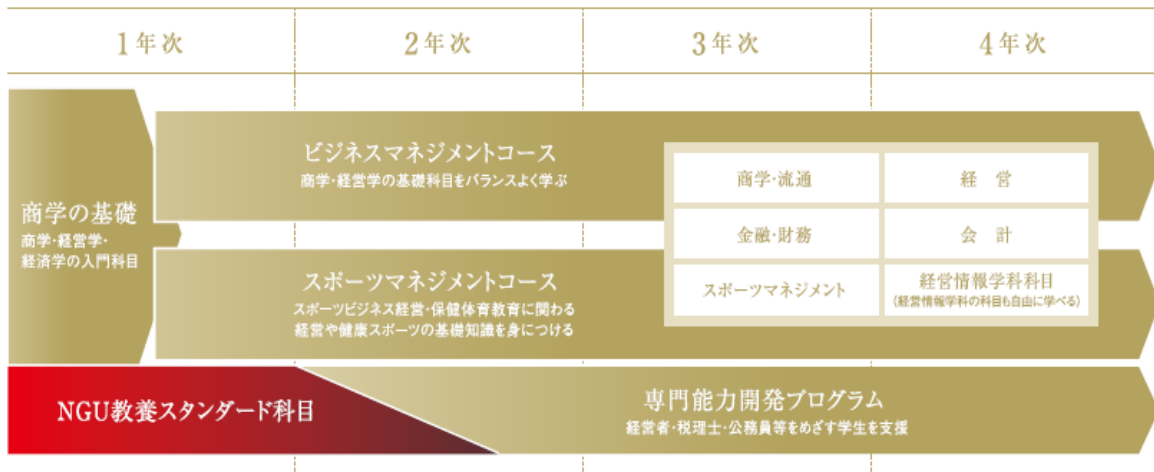 1年次
2年次
3年次
4年次
商学の基礎
商学・経営学・
経済学の入門科目
ビジネスマネジメントコース
商学・経営学の基礎科目をバランスよく学ぶ
スポーツマネジメントコース
スポーツビジネス経営・保健体育教育に関わる
経営や健康スポーツの基礎知識を身につける
商学・流通
経 営
金融・財務
会 計
スポーツマネジメント
経営情報学科科目
(経営情報学科の科目も自由に学べる)
NGU教養スタンダード科目
専門能力開発プログラム
経営者・税理士・公務員等をめざす学生を支援